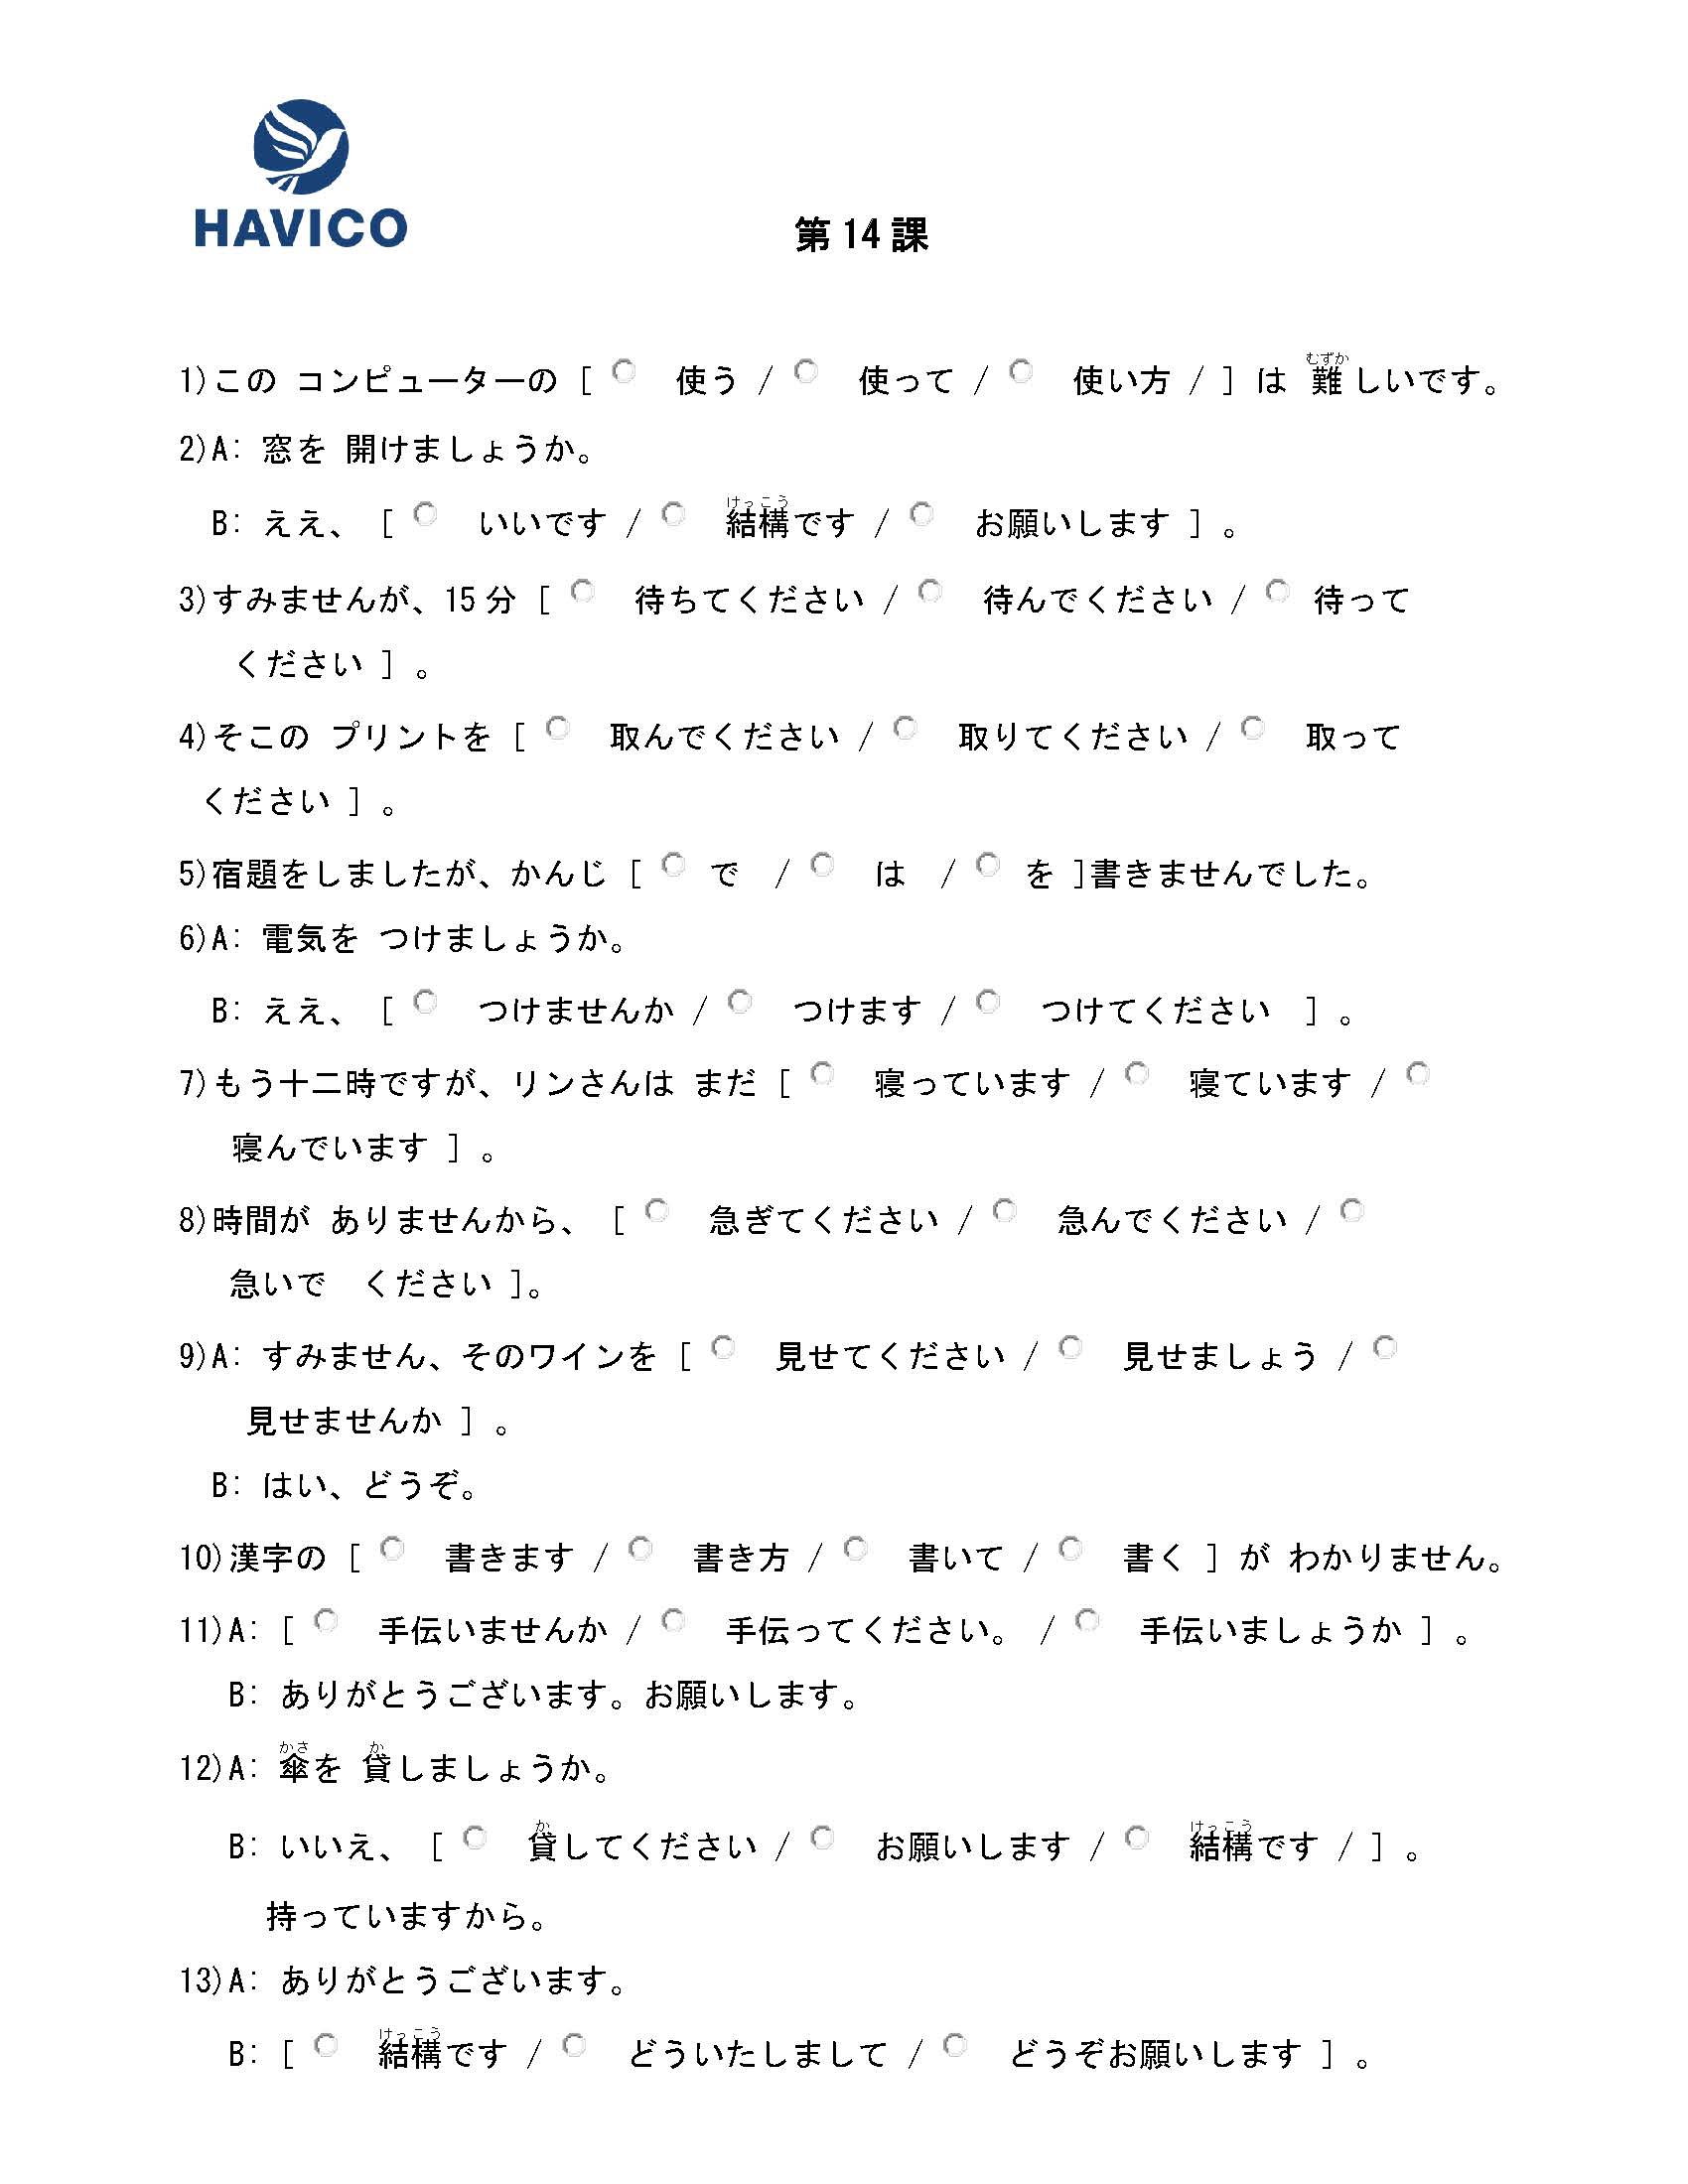 HAVICO
第14課
1)この コンピューターの [ 使う / 使って / 使い方 / ] は 難しいです。
2)A: 窓を 開けましょうか。
B: ええ、 [ いいです / 結構です / お願いします ] 。
3)すみませんが、15分 [ 待ちてください / 待んでください / 待って
ください ] 。
4)そこの プリントを [ 取んでください / 取りてください / 取って
ください ] 。
5)宿題をしましたが、かんじ [ で / は / を ]書きませんでした。
6)A: 電気を つけましょうか。
B: ええ、 [ つけませんか / つけます / つけてください ] 。
7)もう十二時ですが、リンさんは まだ [ 寝っています / 寝ています /
寝んでいます ] 。
8)時間が ありませんから、 [ 急ぎてください / 急んでください /
急いで ください ]。
9)A: すみません、そのワインを [ 見せてください / 見せましょう /
見せませんか ] 。
B: はい、どうぞ。
10)漢字の [ 書きます / 書き方 / 書いて / 書く ] が わかりません。
11)A: [ 手伝いませんか / 手伝ってください。 / 手伝いましょうか ] 。
B: ありがとうございます。お願いします。
12)A: 傘を 貸しましょうか。
B: いいえ、 [ 貸してください / お願いします / 結構です / ] 。
持っていますから。
13)A: ありがとうございます。
B: [ 結構です / どういたしまして / どうぞお願いします ] 。